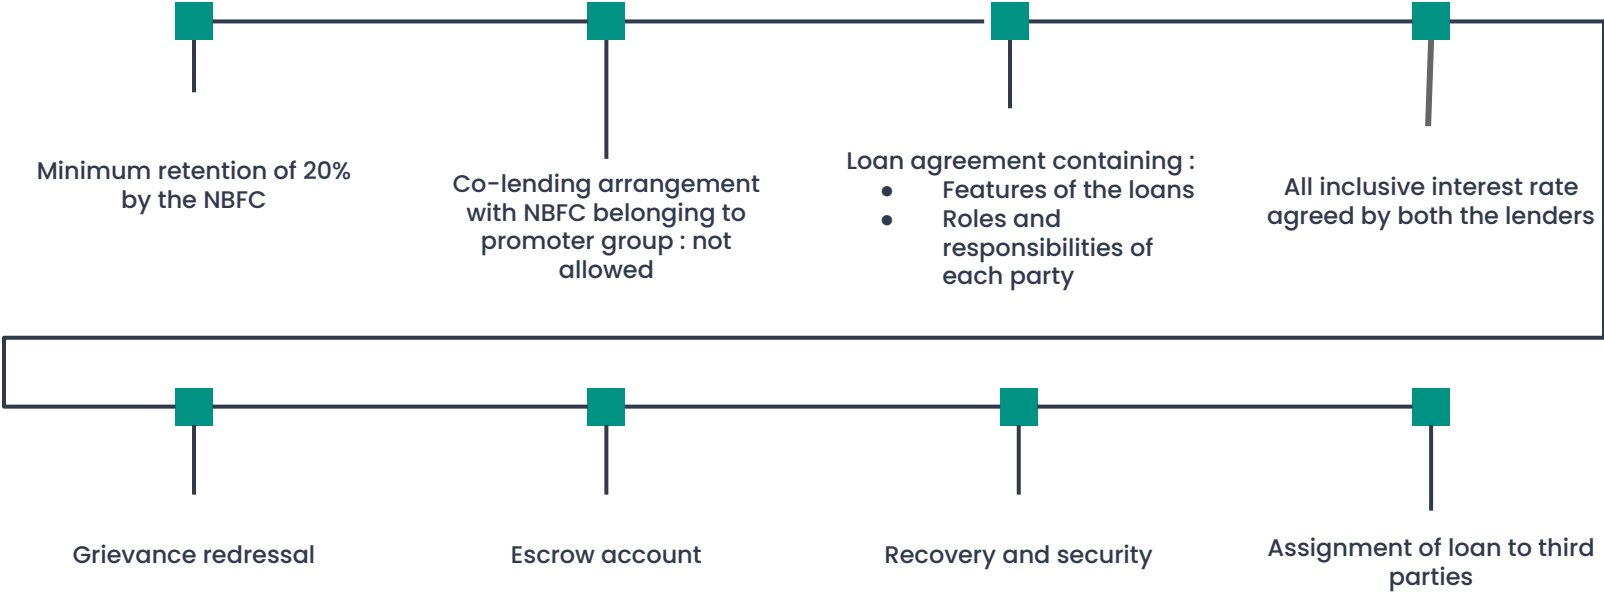 Minimum retention of 20%
by the NBFC
Co-lending arrangement
with NBFC belonging to
promoter group : not
allowed
Loan agreement containing :
● Features of the loans
● Roles and
responsibilities of
each party
All inclusive interest rate
agreed by both the lenders
Grievance redressal
Escrow account
Recovery and security
Assignment of loan to third
parties